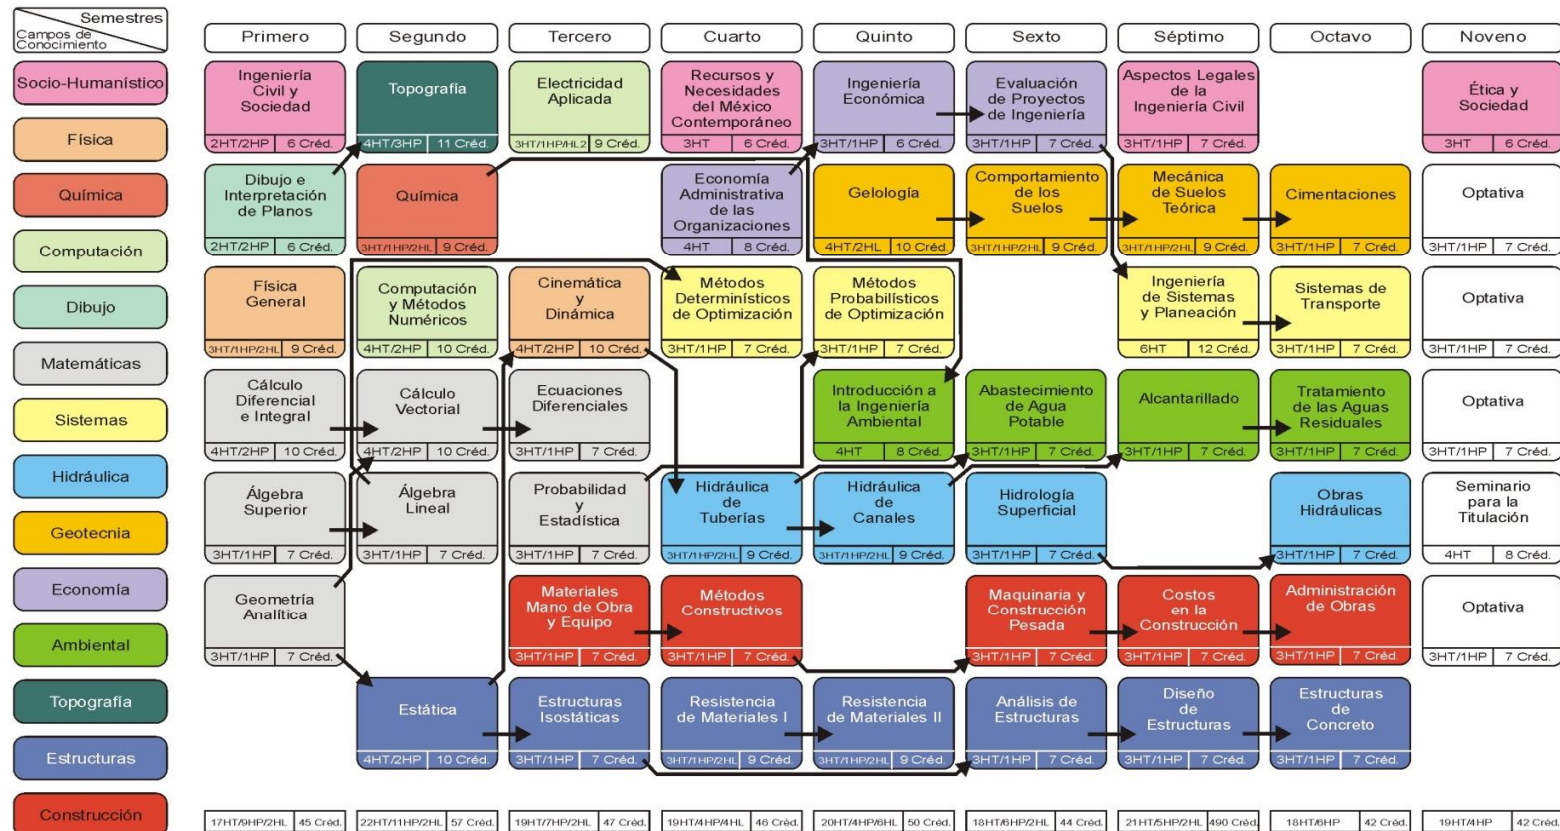 Semestres
Campos de
Conocimiento
Primero
Segundo
Tercero
Cuarto
Quinto
Sexto
Séptimo
Octavo
Noveno
Socio-Humanístico
Física
Química
Computación
Dibujo
Matemáticas
Sistemas
Hidráulica
Geotecnia
Economía
Ambiental
Topografía
Estructuras
Construcción
Ingeniería
Civil y
Sociedad
2HT/2HP 6 Créd.
Topografía
4HT/3HP 11 Créd.
Electricidad
Aplicada
3HT/1HP/HL2 9 Créd.
Recursos y
Necesidades
del México
Contemporáneo
3HT 6 Créd.
Ingeniería
Económica
3HT/1HP 6 Créd.
Evaluación
de Proyectos
de Ingeniería
3HT/1HP 7 Créd.
Aspectos Legales
de la
Ingeniería Civil
3HT/1HP 7 Créd.
Ética y
Sociedad
3HT 6 Créd.
Dibujo e
Interpretación
de Planos
2HT/2HP 6 Créd.
Química
3HT/1HP/2HL 9 Créd.
Economía
Administrativa
de las
Organizaciones
4HT 8 Créd.
Gelología
4HT/2HL 10 Créd.
Comportamiento
de los
Suelos
3HT/1HP/2HL 9 Créd.
Mecánica
de Suelos
Teórica
3HT/1HP/2HL 9 Créd.
Cimentaciones
3HT/1HP 7 Créd.
Optativa
3HT/1HP 7 Créd.
Física
General
3HT/1HP/2HL 9 Créd.
Computación
y Métodos
Numéricos
4HT/2HP 10 Créd.
Cinemática
y
Dinámica
4HT/2HP 10 Créd.
Métodos
Determinísticos
de Optimización
3HT/1HP 7 Créd.
Métodos
Probabilísticos
de Optimización
3HT/1HP 7 Créd.
Ingeniería
de Sistemas
y Planeación
6HT 12 Créd.
Sistemas de
Transporte
3HT/1HP 7 Créd.
Optativa
3HT/1HP 7 Créd.
Cálculo
Diferencial
e Integral
4HT/2HP 10 Créd.
Cálculo
Vectorial
4HT/2HP 10 Créd.
Ecuaciones
Diferenciales
3HT/1HP 7 Créd.
Introducción a
la Ingeniería
Ambiental
4HT 8 Créd.
Abastecimiento
de Agua
Potable
3HT/1HP 7 Créd.
Alcantarillado
3HT/1HP 7 Créd.
Tratamiento
de las Aguas
Residuales
3HT/1HP 7 Créd.
Optativa
3HT/1HP 7 Créd.
Álgebra
Superior
3HT/1HP 7 Créd.
Álgebra
Lineal
3HT/1HP 7 Créd.
Probabilidad
y
Estadística
3HT/1HP 7 Créd.
Hidráulica
de
Tuberías
3HT/1HP/2HL 9 Créd.
Hidráulica
de
Canales
3HT/1HP/2HL 9 Créd.
Hidrología
Superficial
3HT/1HP 7 Créd.
Obras
Hidráulicas
3HT/1HP 7 Créd.
Seminario
para la
Titulación
4HT 8 Créd.
Geometría
Analítica
3HT/1HP 7 Créd.
Materiales
Mano de Obra
y Equipo
3HT/1HP 7 Créd.
Métodos
Constructivos
3HT/1HP 7 Créd.
Maquinaria y
Construcción
Pesada
3HT/1HP 7 Créd.
Costos
en la
Construcción
3HT/1HP 7 Créd.
Administración
de Obras
3HT/1HP 7 Créd.
Optativa
3HT/1HP 7 Créd.
Estática
4HT/2HP 10 Créd.
Estructuras
Isostáticas
3HT/1HP 7 Créd.
Resistencia
de Materiales I
3HT/1HP/2HL 9 Créd.
Resistencia
de Materiales II
3HT/1HP/2HL 9 Créd.
Análisis de
Estructuras
3HT/1HP 7 Créd.
Diseño
de
Estructuras
3HT/1HP 7 Créd.
Estructuras
de
Concreto
3HT/1HP 7 Créd.
17HT/9HP/2HL 45 Créd.
22HT/11HP/2HL 57 Créd.
19HT/7HP/2HL 47 Créd.
19HT/4HP/4HL 46 Créd.
20HT/4HP/6HL 50 Créd.
18HT/6HP/2HL 44 Créd.
21HT/5HP/2HL 490 Créd.
18HT/6HP 42 Créd.
19HT/4HP 42 Créd.